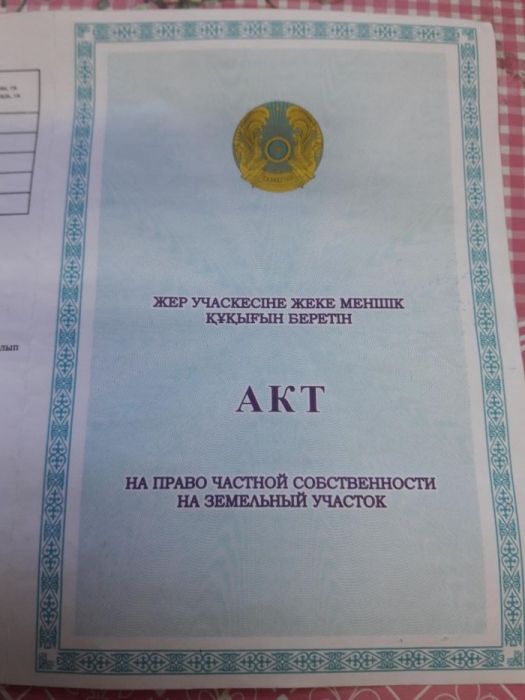 ЖЕР УЧАСКЕСІНЕ ЖЕКЕ МЕНШІК
ҚҰҚЫҒЫН БЕРЕТІН
АКТ
НА ПРАВО ЧАСТНОЙ СОБСТВЕННОСТИ
НА ЗЕМЕЛЬНЫЙ УЧАСТОК